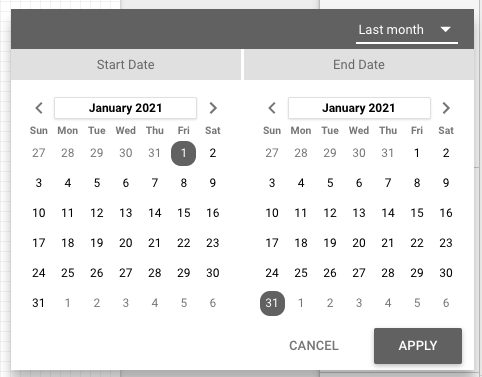 Last month
Start Date End Date
January 2021 January 2021
Sun Mon Tue Wed Thu Fri Sat Sun Mon Tue Wed Thu Fri Sat
27 28 29 30 31 1 2 27 28 29 30 31 1 2
3 4 5 6 7 8 9 3 4 5 6 7 8 9
10 11 12 13 14 15 16 10 11 12 13 14 15 16
17 18 19 20 21 22 23 17 18 19 20 21 22 23
24 25 26 27 28 29 30 24 25 26 27 28 29 30
31 1 2 3 4 5 6 31 1 2 3 4 5 6
CANCEL APPLY